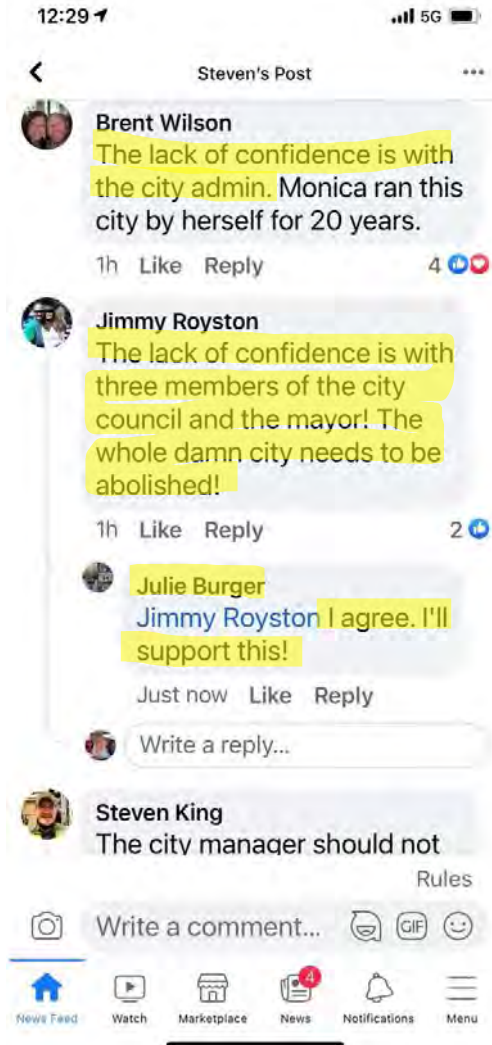 12:29
5G
Steven's Post
Brent Wilson
The lack of confidence is with
the city admin. Monica ran this
city by herself for 20 years.
1h Like Reply 4
Jimmy Royston
The lack of confidence is with
three members of the city
council and the mayor! The
whole damn city needs to be
abolished!
1h Like Reply 2
Julie Burger
Jimmy Royston I agree. I'll
support this!
Just now Like Reply
Write a reply...
Steven King
The city manager should not
Rules
Write a comment... GIF
4
News Feed Watch Marketplace News Notifications Menu